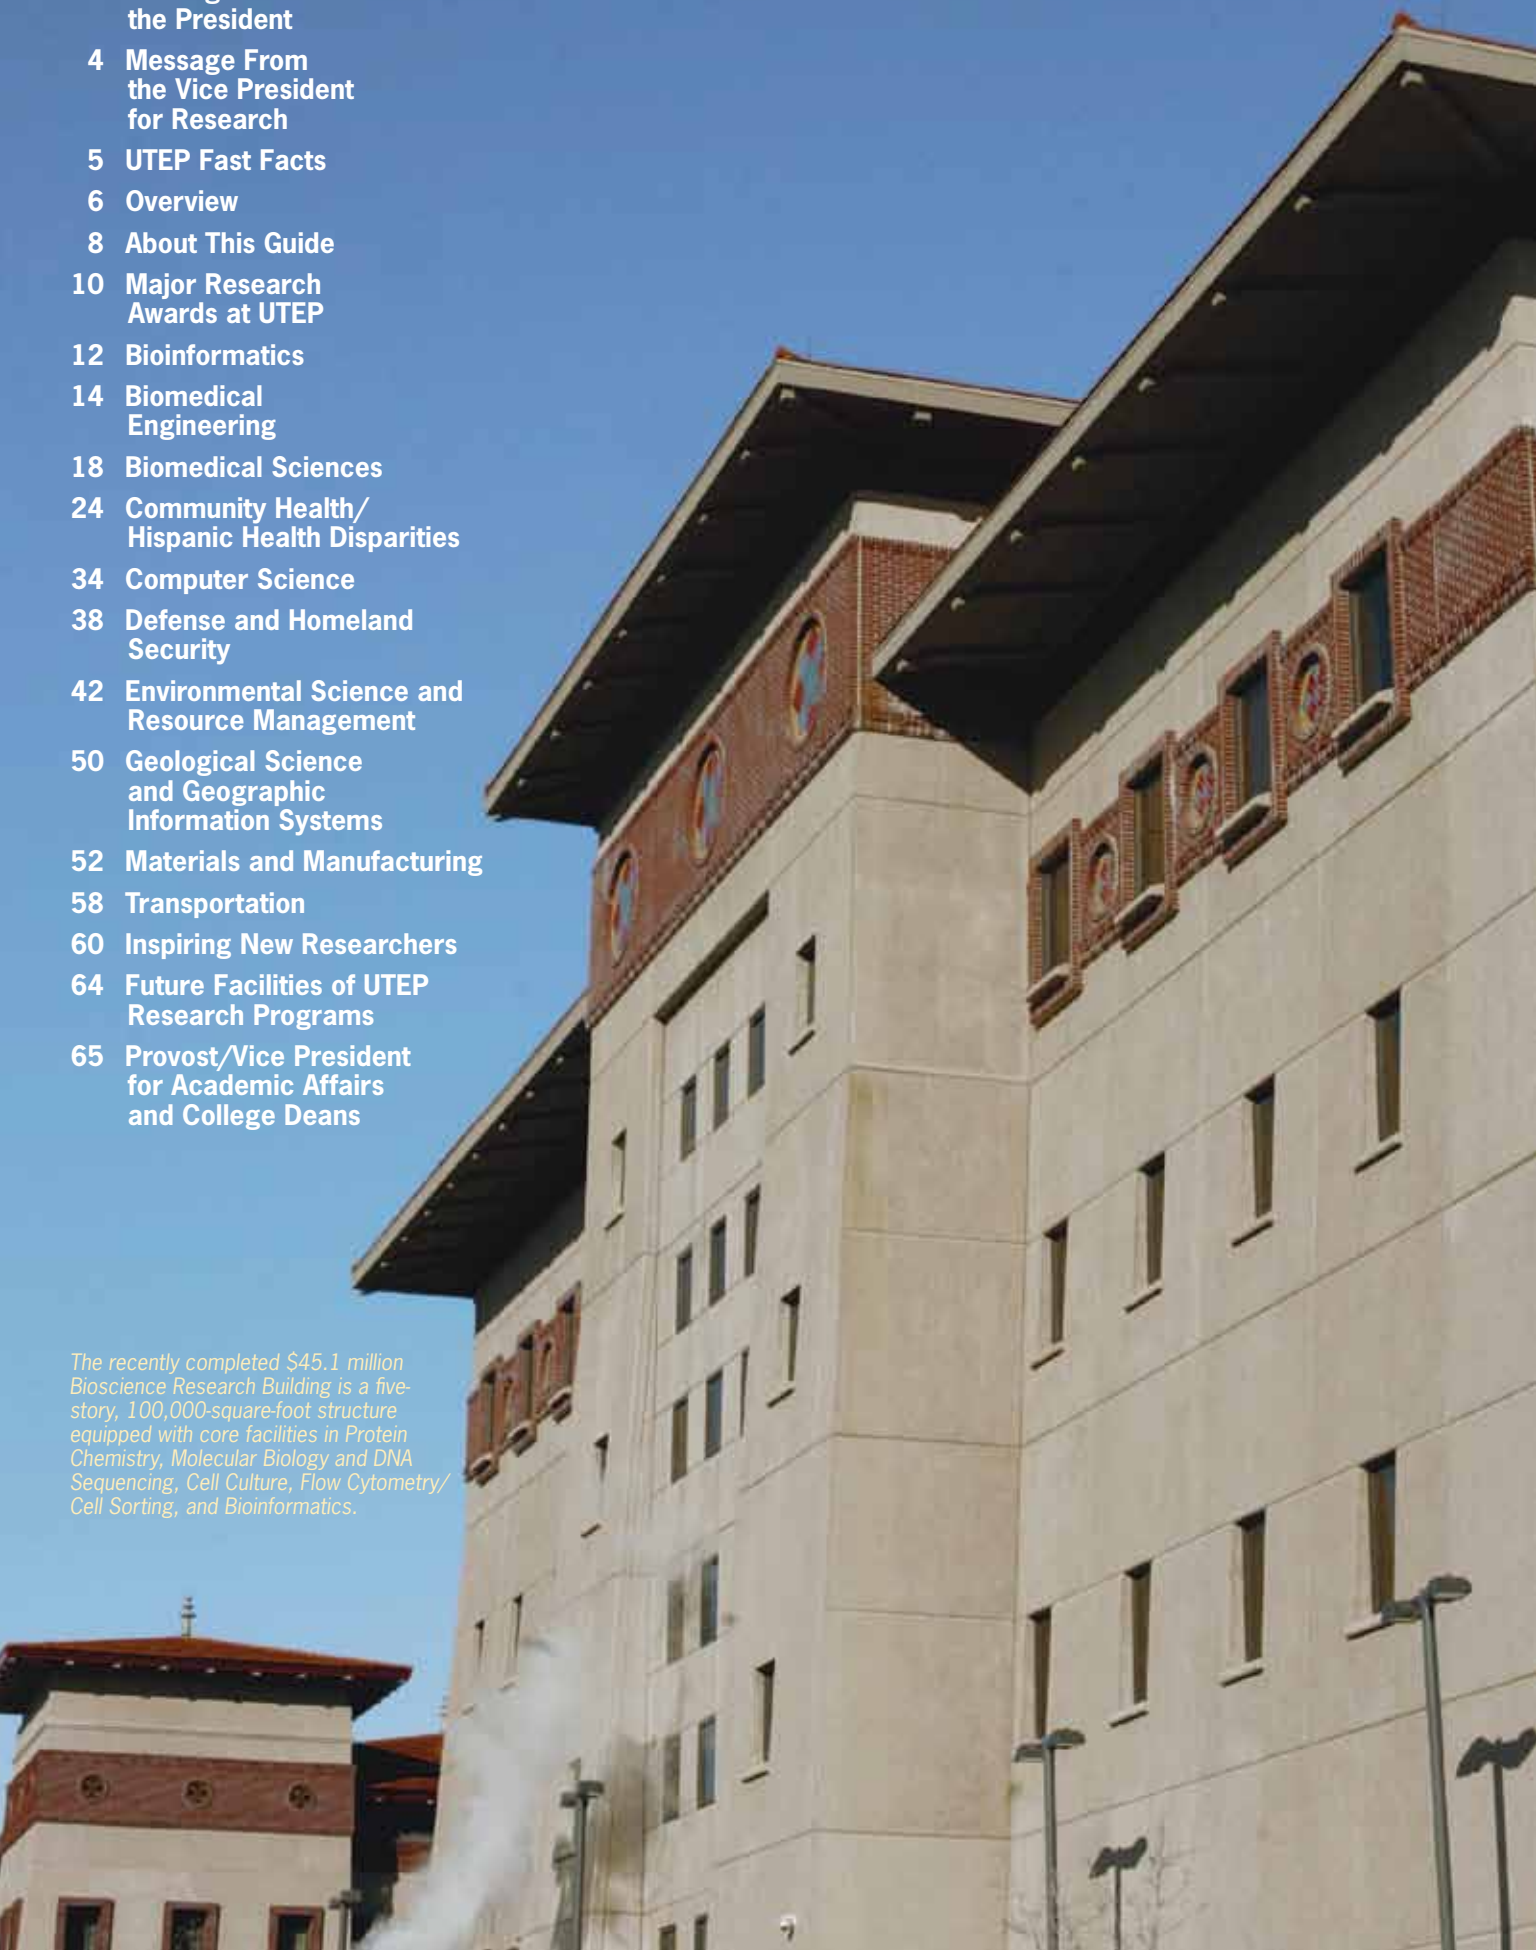 the President
4 Message From
the Vice President
for Research
5 UTEP Fast Facts
6 Overview
8 About This Guide
10 Major Research
Awards at UTEP
12 Bioinformatics
14 Biomedical
Engineering
18 Biomedical Sciences
24 Community Health/
Hispanic Health Disparities
34 Computer Science
38 Defense and Homeland
Security
42 Environmental Science and
Resource Management
50 Geological Science
and Geographic
Information Systems
52 Materials and Manufacturing
58 Transportation
60 Inspiring New Researchers
64 Future Facilities of UTEP
Research Programs
65 Provost/Vice President
for Academic Affairs
and College Deans
The recently completed $45.1 million
Bioscience Research Building is a five-
story, 100,000-square-foot structure
equipped with core facilities in Protein
Chemistry, Molecular Biology and DNA
Sequencing, Cell Culture, Flow Cytometry/
Cell Sorting, and Bioinformatics.